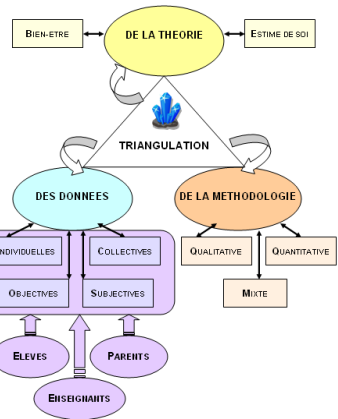 DE LA THEORIE
BIEN-ETRE
ESTIME DE SOI
TRIANGULATION
DES DONNEES
DE LA METHODOLOGIE
NDIVIDUELLES
COLLECTIVES
QUALITATIVE
QUANTITATIVE
OBJECTIVES
SUBJECTIVES
MIXTE
ELEVES
PARENTS
ENSEIGNANTS